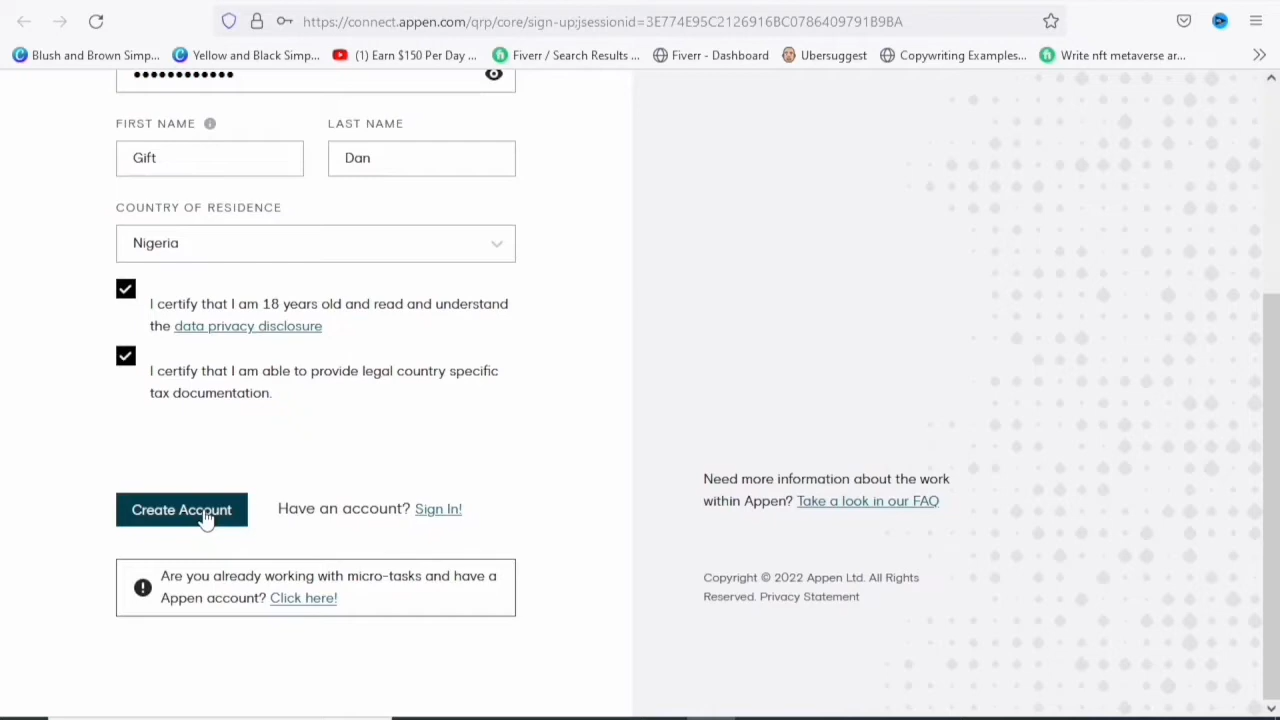 https://connect.appen.com/qrp/core/sign-up;jsessionid=3E774E95C2126916BC0786409791B9BA
Blush and Brown Simp... Yellow and Black Simp... (1) Earn $150 Per Day ... Fiverr / Search Results ... Fiverr - Dashboard Ubersuggest Copywriting Examples... Write nft metaverse ar...
FIRST NAME LAST NAME
Gift Dan
COUNTRY OF RESIDENCE
Nigeria
I certify that I am 18 years old and read and understand
the data privacy disclosure
I certify that I am able to provide legal country specific
tax documentation.
Create Account Have an account? Sign In!
Are you already working with micro-tasks and have a
Appen account? Click here!
Need more information about the work
within Appen? Take a look in our FAQ
Copyright © 2022 Appen Ltd. All Rights
Reserved. Privacy Statement